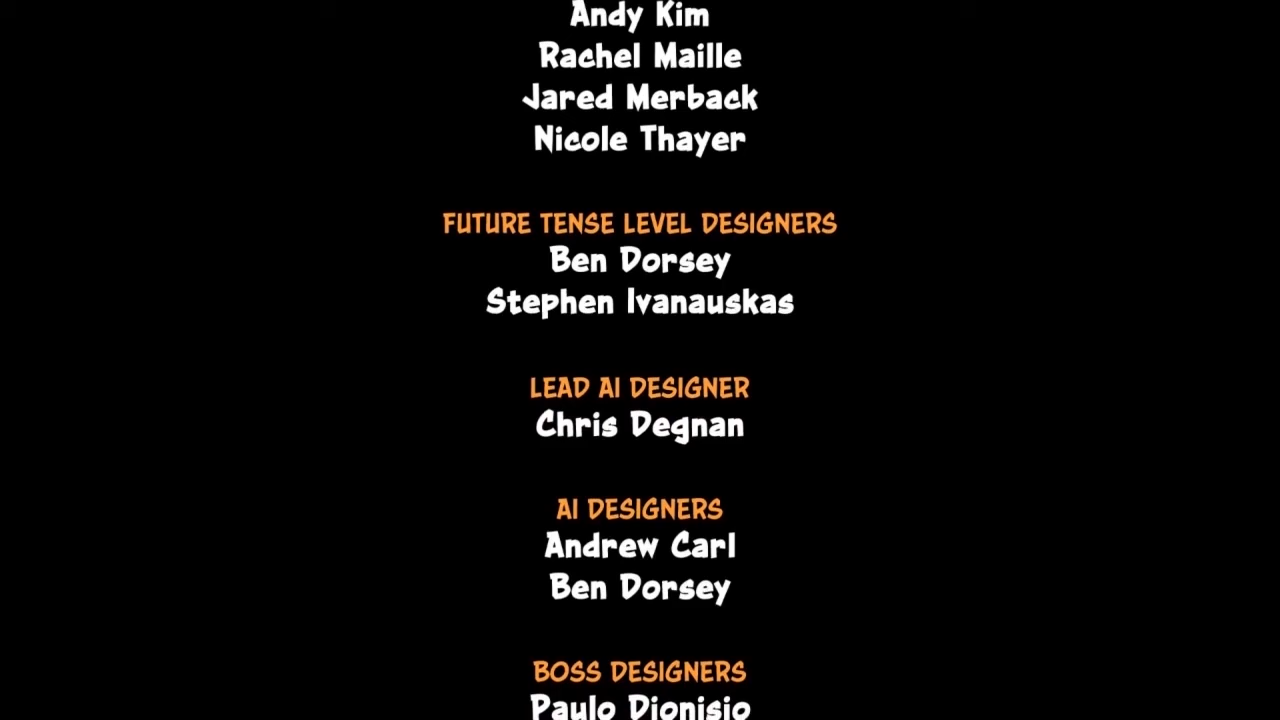 Andy Kim
Rachel Maille
Jared Merback
Nicole Thayer
FUTURE TENSE LEVEL DESIGNERS
Ben Dorsey
Stephen Ivanauskas
LEAD AI DESIGNER
Chris Degnan
AI DESIGNERS
Andrew Carl
Ben Dorsey
BOSS DESIGNERS
Paulo Dionisio